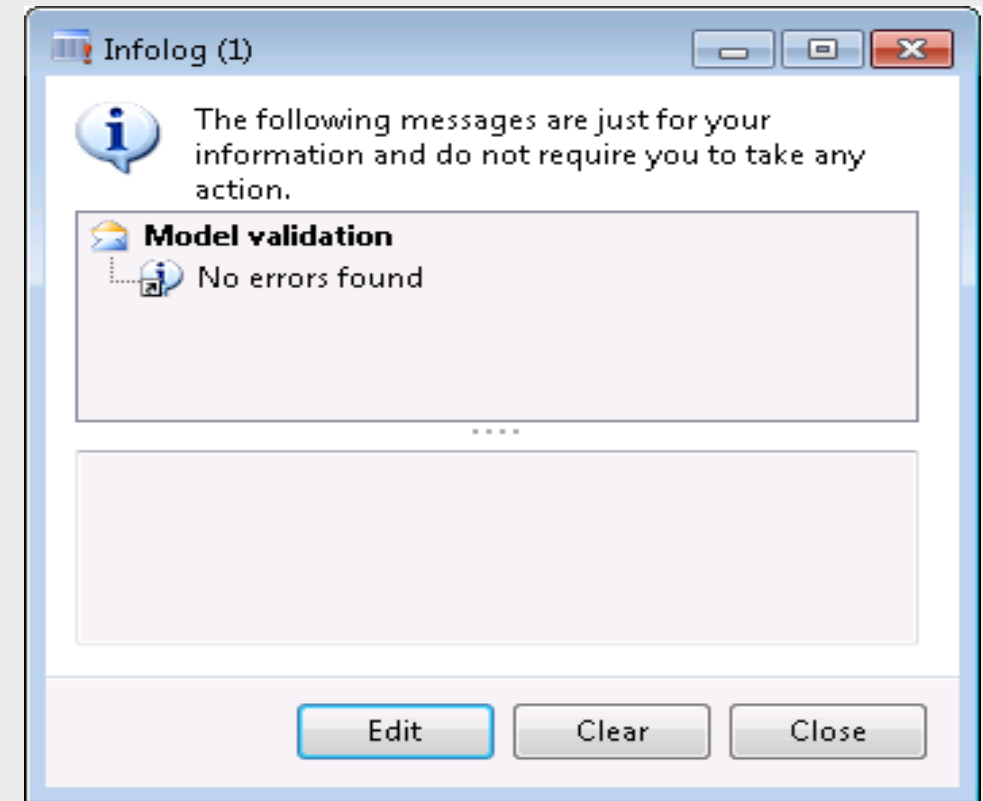 Infolog (1)
The following messages are just for your
information and do not require you to take any
action.
Model validation
No errors found
Edit Clear Close